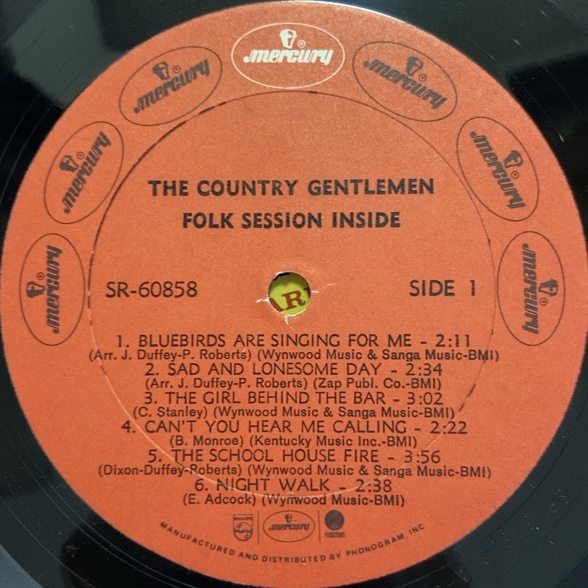 mercury
mercury
mercury
mercury
mercury
mercury
mercury
THE COUNTRY GENTLEMEN
FOLK SESSION INSIDE
SR-60858
SIDE 1
1. BLUEBIRDS ARE SINGING FOR ME - 2:11
(Arr. J. Duffey-P. Roberts) (Wynwood Music & Sanga Music-BMI)
2. SAD AND LONESOME DAY - 2:34
(Arr. J. Duffey-P. Roberts) (Zap Publ. Co.-BMI)
3. THE GIRL BEHIND THE BAR - 3:02
(C. Stanley) (Wynwood Music & Sanga Music-BMI)
4. CAN'T YOU HEAR ME CALLING - 2:22
(B. Monroe) (Kentucky Music Inc.-BMI)
5. THE SCHOOL HOUSE FIRE - 3:56
(Dixon-Duffey-Roberts) (Wynwood Music & Sanga Music-BMI)
6. NIGHT WALK - 2:38
(E. Adcock) (Wynwood Music-BMI)
PHILIPS
mercury
MANUFACTURED AND DISTRIBUTED BY PHONOGRAM, INC.